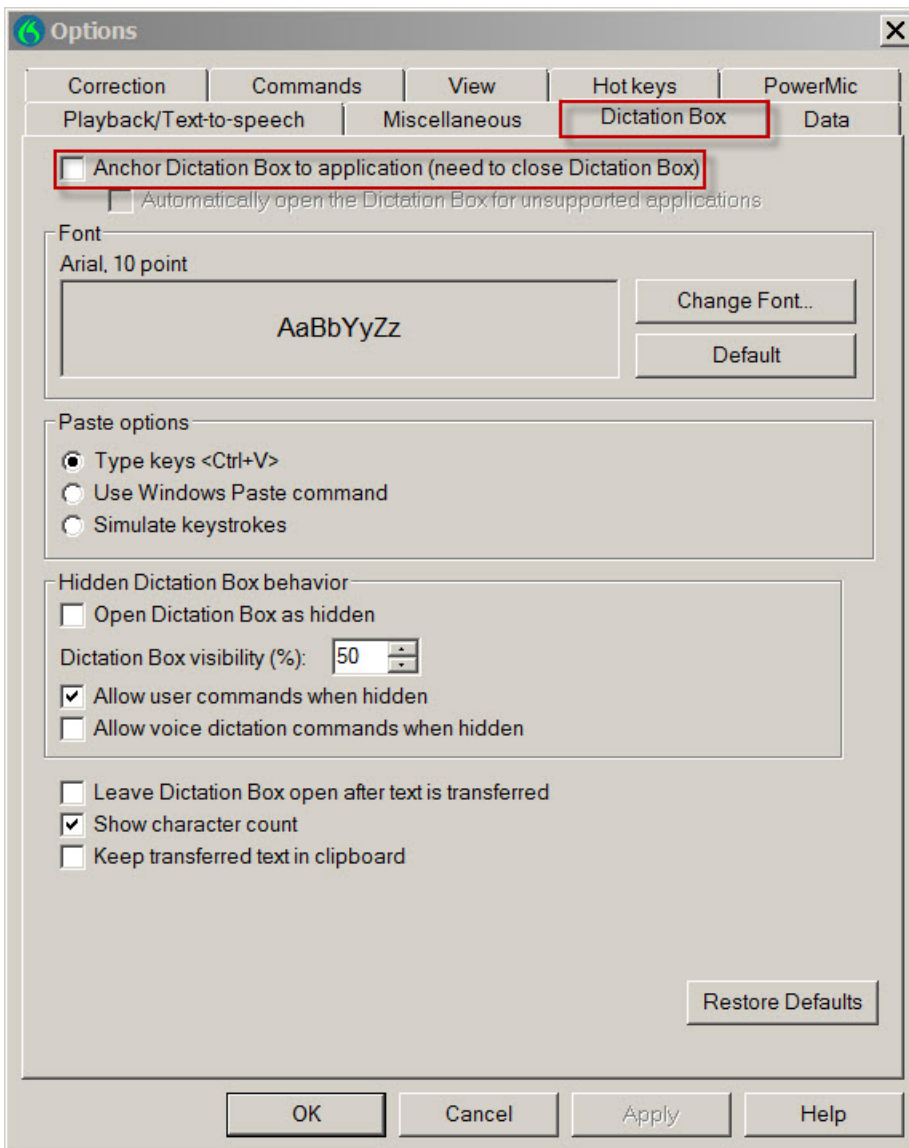 Options
Correction Commands View Hot keys PowerMic
Playback/Text-to-speech Miscellaneous Dictation Box Data
Anchor Dictation Box to application (need to close Dictation Box)
Automatically open the Dictation Box for unsupported applications
Font
Arial, 10 point
AaBbYyZz
Change Font...
Default
Paste options
Type keys <Ctrl+V>
Use Windows Paste command
Simulate keystrokes
Hidden Dictation Box behavior
Open Dictation Box as hidden
Dictation Box visibility (%): 50
Allow user commands when hidden
Allow voice dictation commands when hidden
Leave Dictation Box open after text is transferred
Show character count
Keep transferred text in clipboard
Restore Defaults
OK Cancel Apply Help